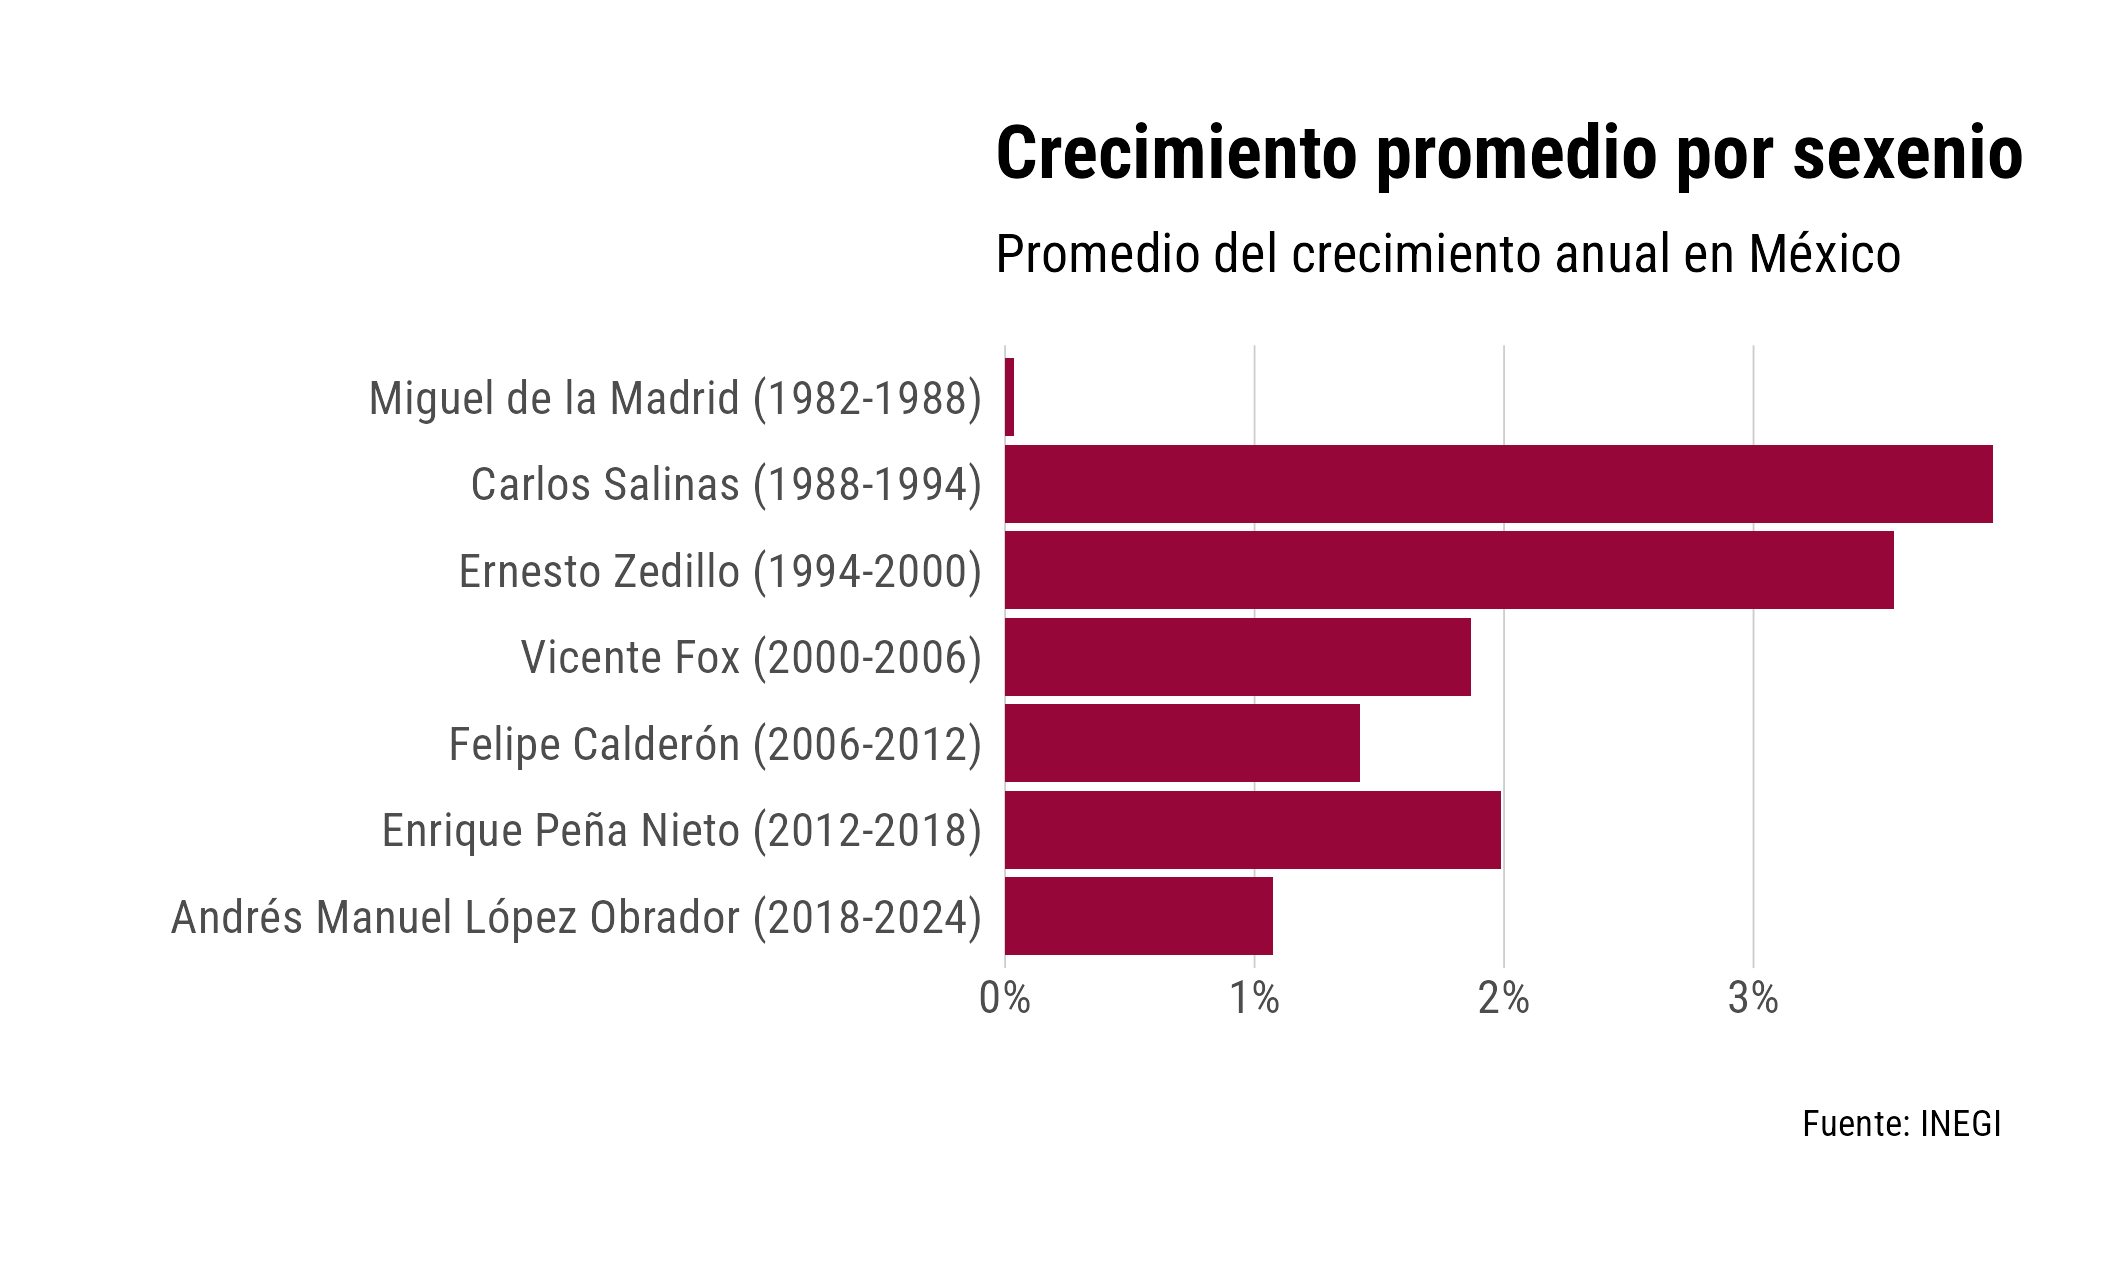 Crecimiento promedio por sexenio
Promedio del crecimiento anual en México
Miguel de la Madrid (1982-1988)
Carlos Salinas (1988-1994)
Ernesto Zedillo (1994-2000)
Vicente Fox (2000-2006)
Felipe Calderón (2006-2012)
Enrique Peña Nieto (2012-2018)
Andrés Manuel López Obrador (2018-2024)
0% 1% 2% 3%
Fuente: INEGI